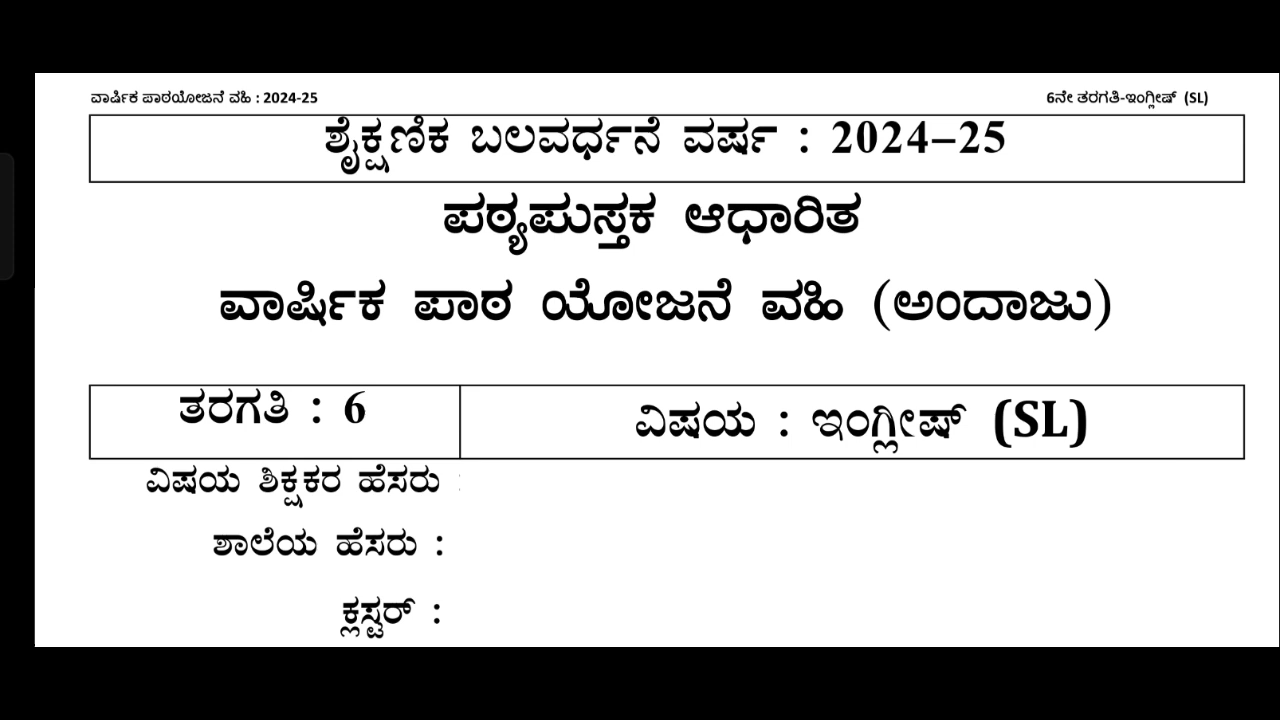 ವಾರ್ಷಿಕ ಪಾಠಯೋಜನೆ ವಹಿ : 2024-25 6ನೇ ತರಗತಿ-ಇಂಗ್ಲೀಷ್ (SL)
ಶೈಕ್ಷಣಿಕ ಬಲವರ್ಧನೆ ವರ್ಷ : 2024–25
ಪಠ್ಯಪುಸ್ತಕ ಆಧಾರಿತ
ವಾರ್ಷಿಕ ಪಾಠ ಯೋಜನೆ ವಹಿ (ಅಂದಾಜು)
ತರಗತಿ : 6 ವಿಷಯ : ಇಂಗ್ಲೀಷ್ (SL)
ವಿಷಯ ಶಿಕ್ಷಕರ ಹೆಸರು :
ಶಾಲೆಯ ಹೆಸರು :
ಕ್ಲಸ್ಟರ್ :